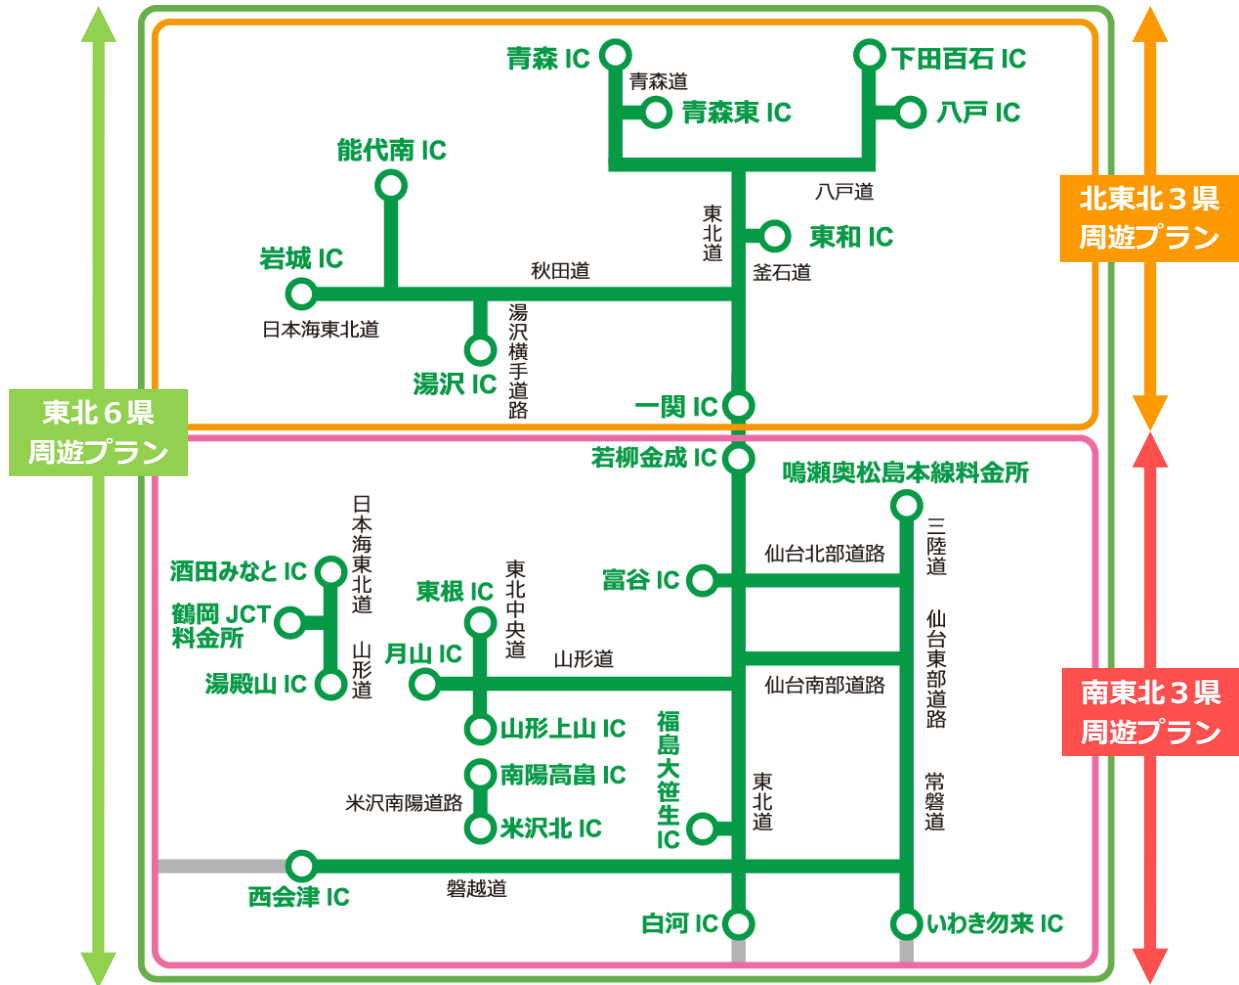 青森 IC
下田百石 IC
青森道
青森東 IC
八戸 IC
能代南 IC
八戸道
北東北３県
周遊プラン
東北道
東和 IC
釜石道
岩城 IC
秋田道
日本海東北道
湯沢横手道路
湯沢 IC
一関 IC
東北６県
周遊プラン
若柳金成 IC
鳴瀬奥松島本線料金所
日本海東北道
三陸道
仙台北部道路
酒田みなと IC
富谷 IC
東北中央道
東根 IC
鶴岡 JCT
料金所
仙台東部道路
山形道
月山 IC
山形道
湯殿山 IC
仙台南部道路
南東北３県
周遊プラン
山形上山 IC
福島大笹生IC
南陽高畠 IC
米沢南陽道路
東北道
常磐道
米沢北 IC
西会津 IC
磐越道
白河 IC
いわき勿来 IC